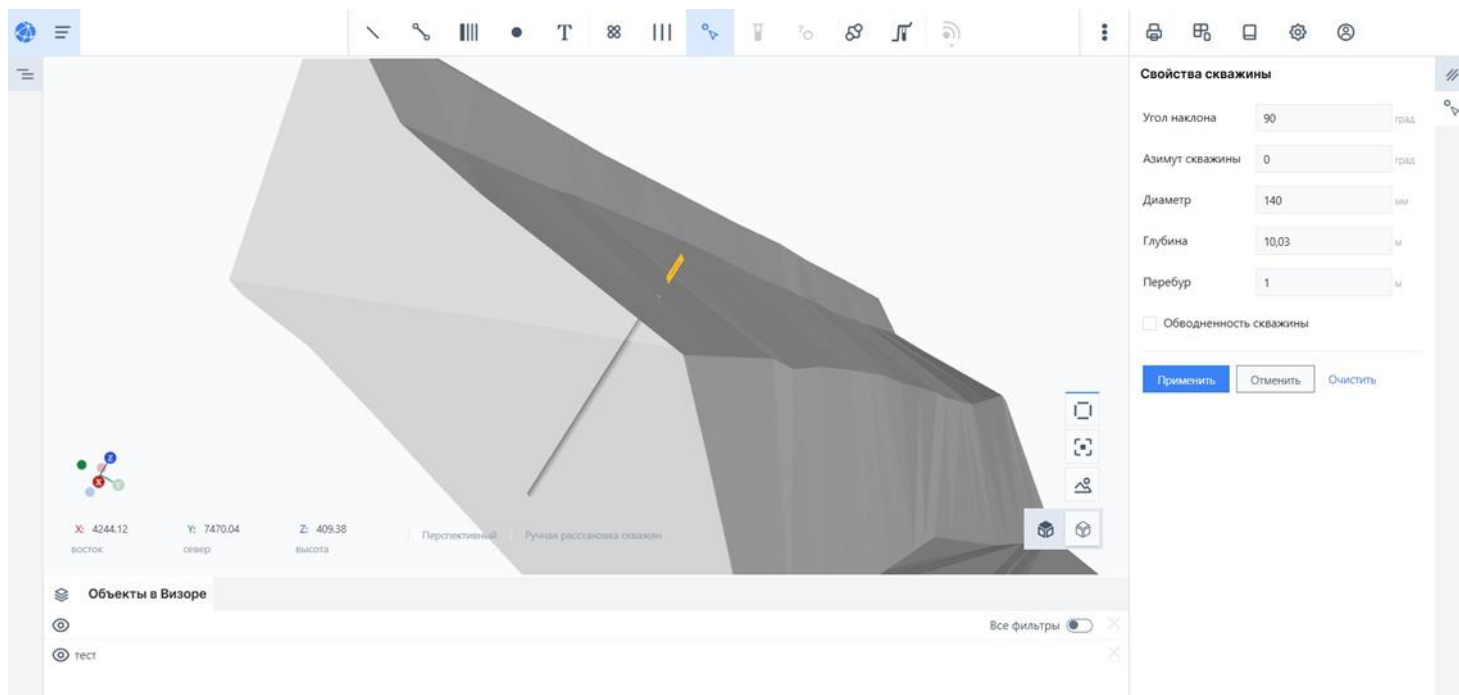 T
Свойства скважины
Угол наклона 90 град
Азимут скважины 0 град
Диаметр 140 мм
Глубина 10,03 м
Перебур 1 м
Обводненность скважины
Применить Отменить Очистить
Z
X
Y
X: 4244.12 Y: 7470.04 Z: 409.38
восток север высота
Перспективный Ручная расстановка скважин
Объекты в Визоре
Все фильтры
тест